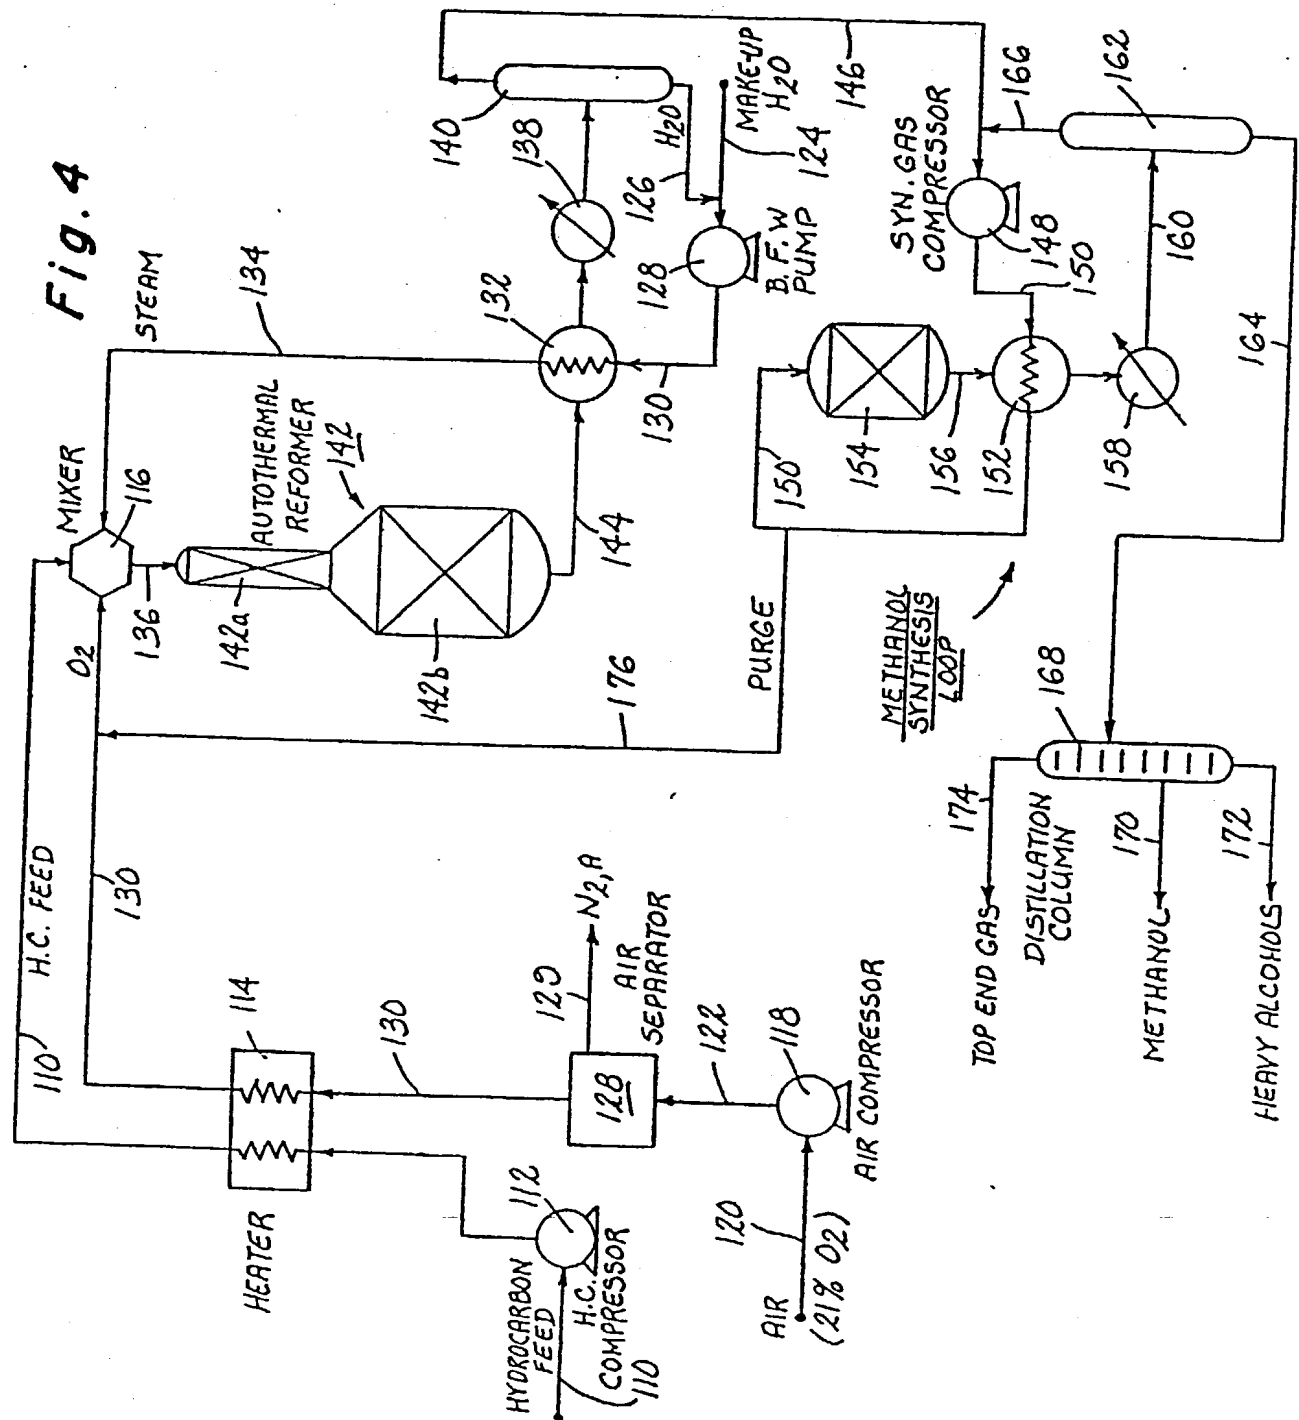 Fig. 4
HYDROCARBON
FEED
H.C.
COMPRESSOR
110
112
HEATER
114
110
H.C. FEED
130
AIR
(21% O2)
120
AIR COMPRESSOR
118
122
128
AIR
SEPARATOR
129
N2,A
130
O2
MIXER
116
136
STEAM
134
142a
AUTOTHERMAL
REFORMER
142
142b
144
176
132
138
140
H2O
126
MAKE-UP
H2O
124
B.F.W
PUMP
128
130
146
SYN. GAS
COMPRESSOR
148
150
152
154
156
150
158
160
162
166
164
PURGE
METHANOL
SYNTHESIS
LOOP
168
DISTILLATION
COLUMN
174
TOP END GAS
170
METHANOL
172
HEAVY ALCOHOLS